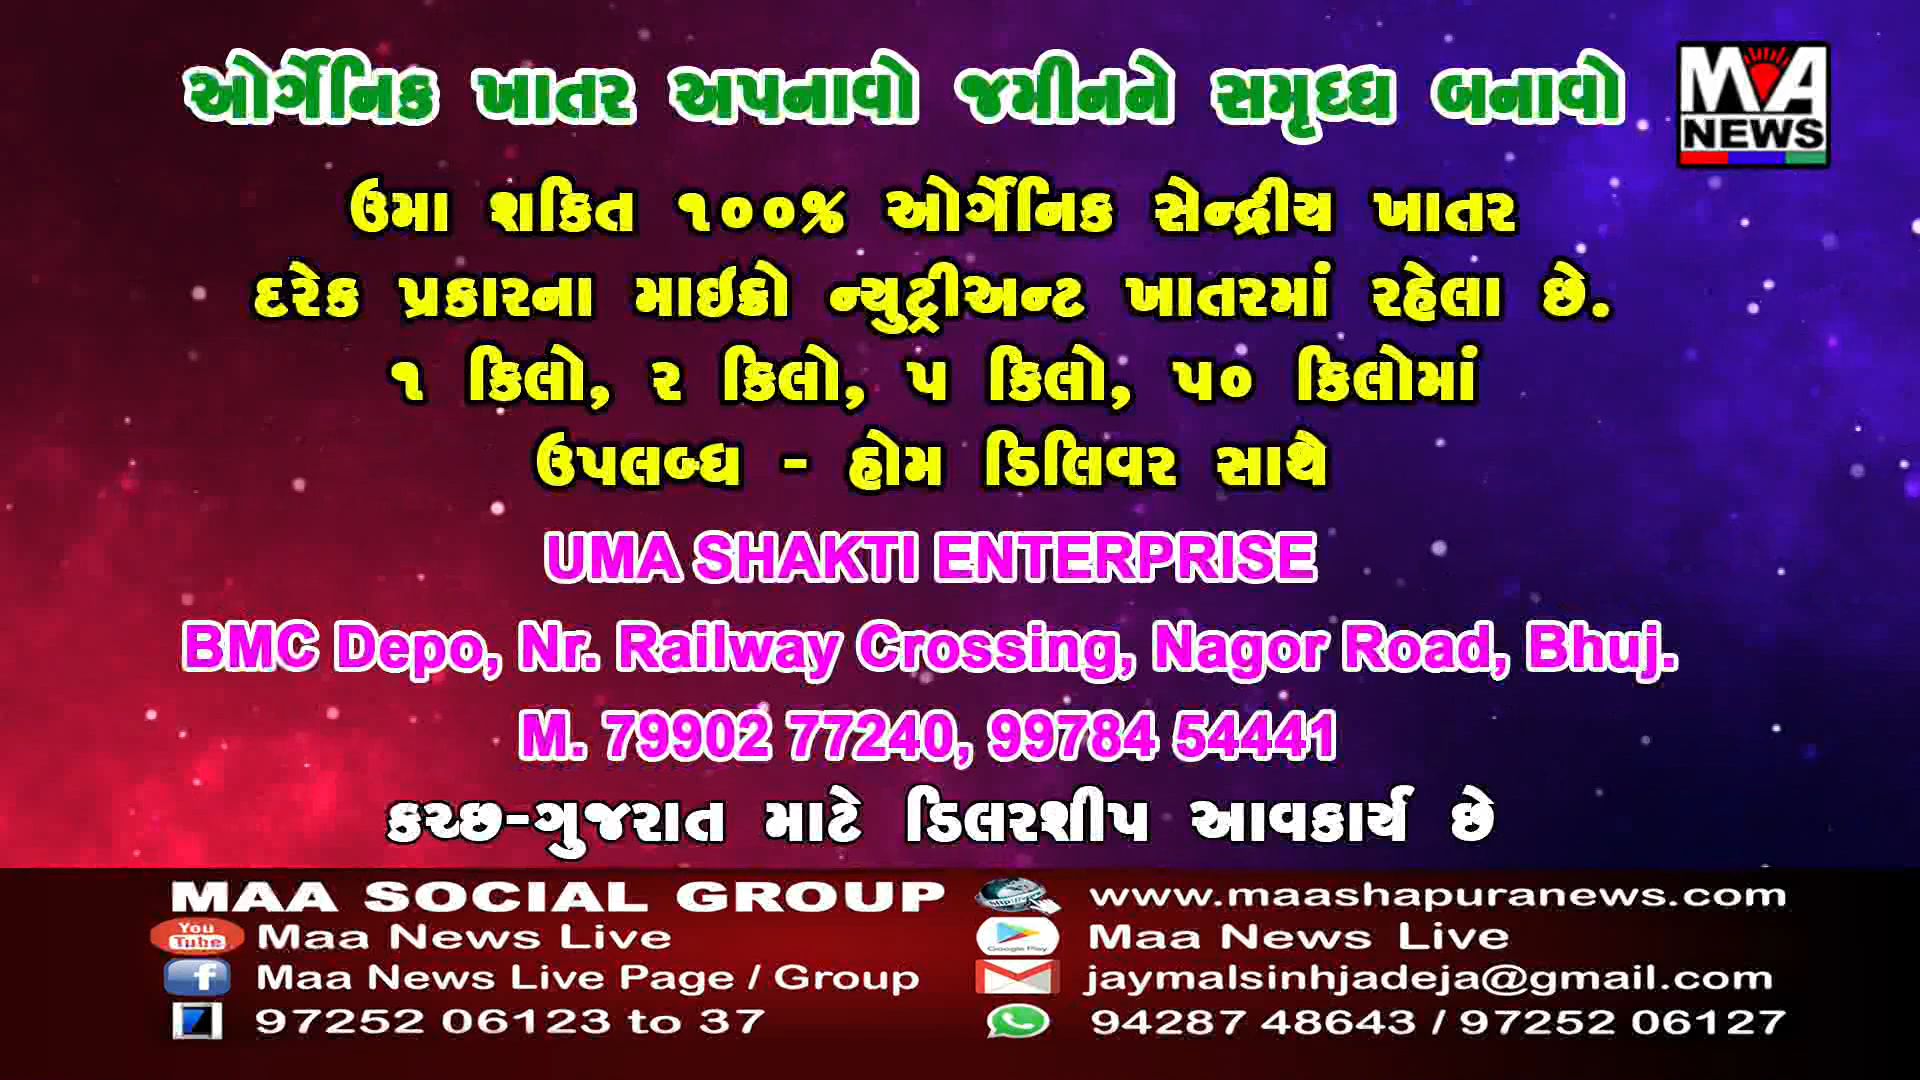 ઓર્ગેનિક ખાતર અપનાવો જમીનને સમૃધ્ધ બનાવો
MAA NEWS
ઉમા શકિત ૧૦૦% ઓર્ગેનિક સેન્દ્રીય ખાતર
દરેક પ્રકારના માઇક્રો ન્યુટ્રીઅન્ટ ખાતરમાં રહેલા છે.
૧ કિલો, ૨ કિલો, ૫ કિલો, ૫૦ કિલોમાં
ઉપલબ્ધ - હોમ ડિલિવર સાથે
UMA SHAKTI ENTERPRISE
BMC Depo, Nr. Railway Crossing, Nagor Road, Bhuj.
M. 79902 77240, 99784 54441
કચ્છ-ગુજરાત માટે ડિલરશીપ આવકાર્ય છે
MAA SOCIAL GROUP
You Tube Maa News Live
Maa News Live Page / Group
97252 06123 to 37
http:// www.maashapuranews.com
Google Play Maa News Live
jaymalsinhjadeja@gmail.com
94287 48643 / 97252 06127